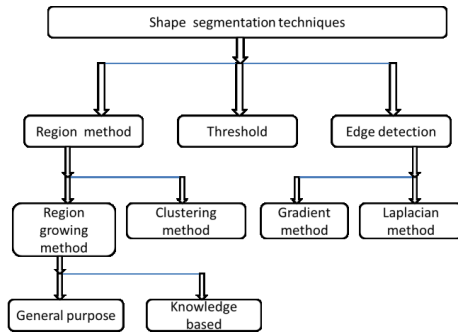 Shape segmentation techniques
Region method
Threshold
Edge detection
Region
growing
method
Clustering
method
Gradient
method
Laplacian
method
General purpose
Knowledge
based